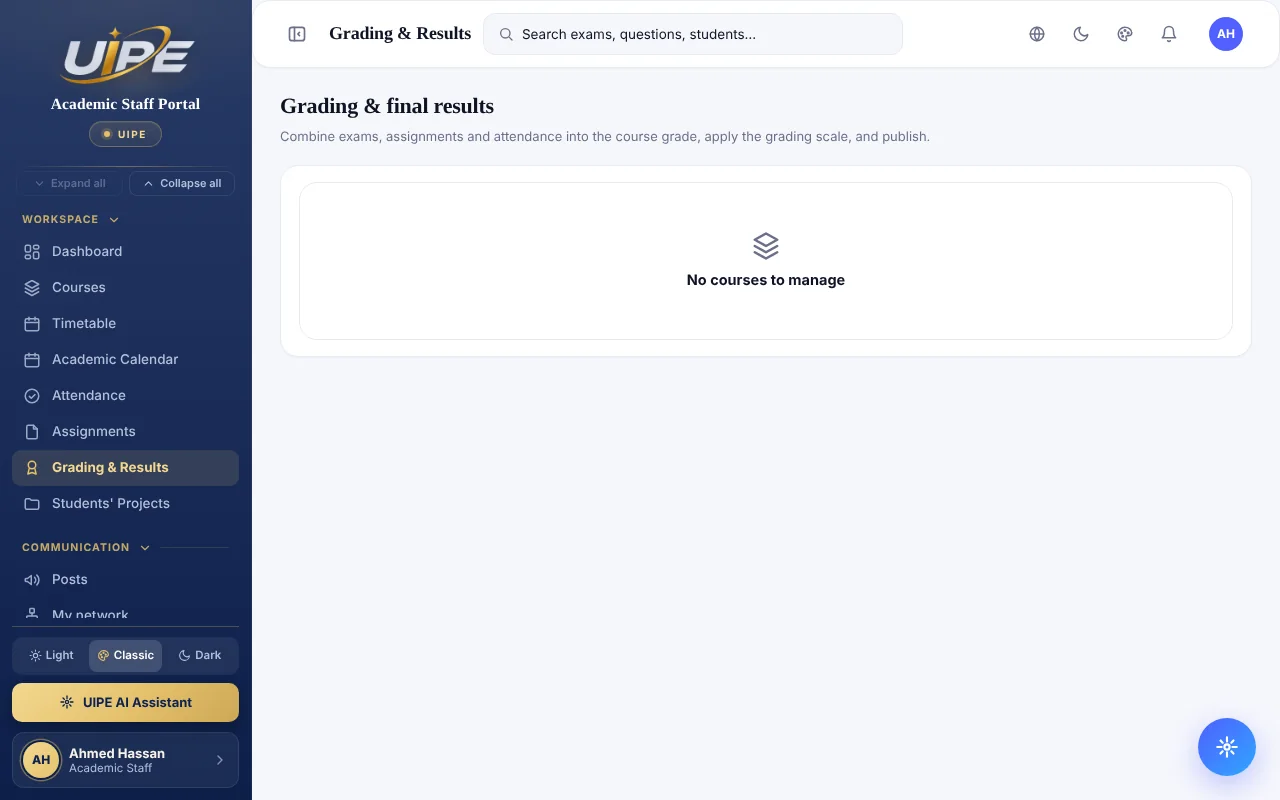 UIPE
Academic Staff Portal
UIPE
Expand all
Collapse all
WORKSPACE
Dashboard
Courses
Timetable
Academic Calendar
Attendance
Assignments
Grading & Results
Students' Projects
COMMUNICATION
Posts
My network
Light
Classic
Dark
UIPE AI Assistant
AH
Ahmed Hassan
Academic Staff
Grading & Results
Search exams, questions, students...
AH
Grading & final results
Combine exams, assignments and attendance into the course grade, apply the grading scale, and publish.
No courses to manage